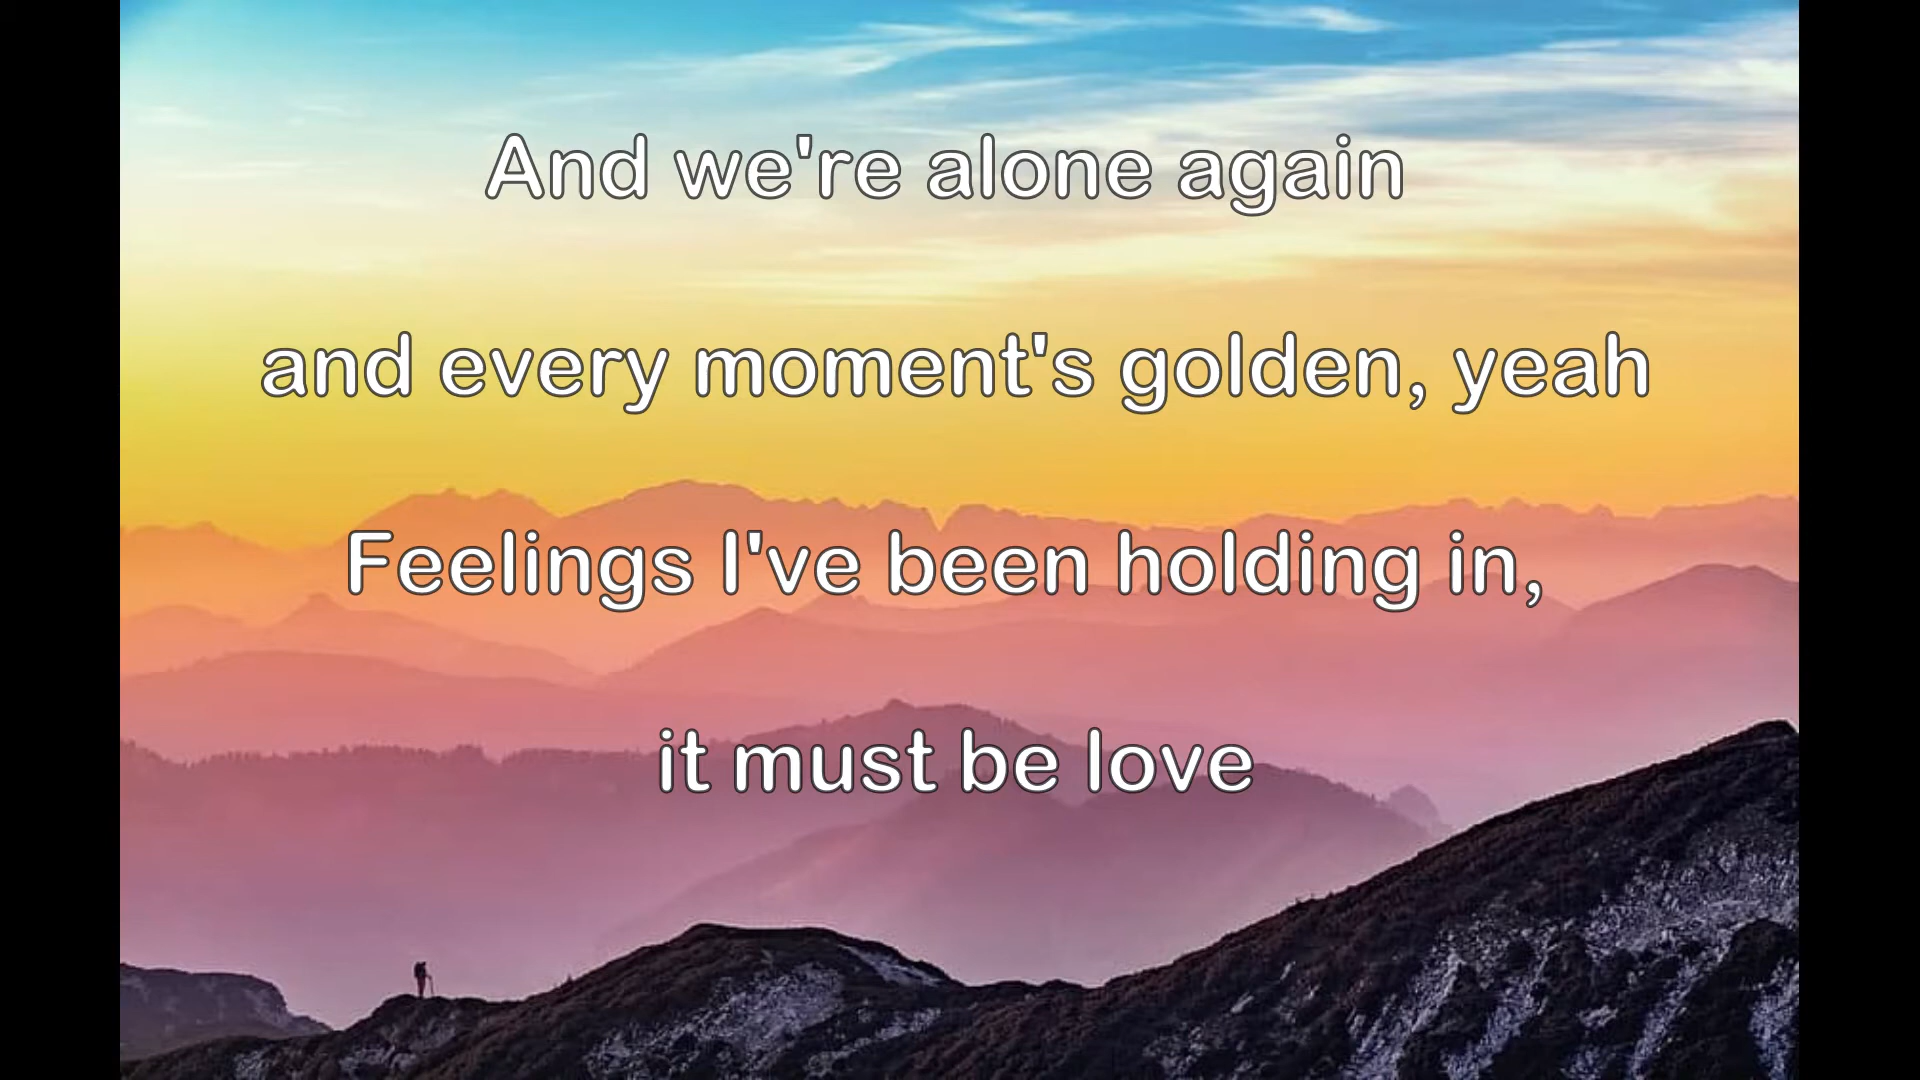 And we're alone again
and every moment's golden, yeah
Feelings I've been holding in,
it must be love